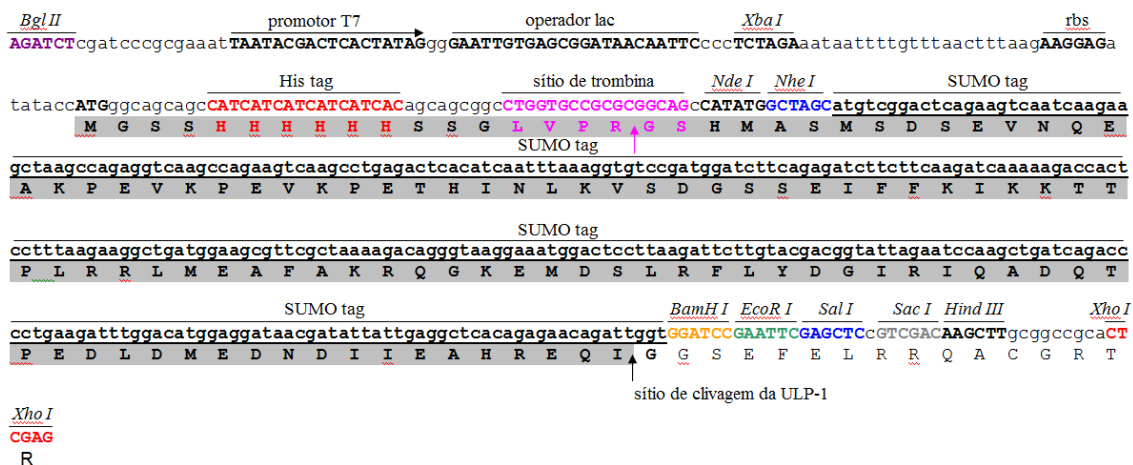 Bgl II promotor T7 operador lac Xba I rbs
AGATCTcgatcccgcgaaatTAATACGACTCACTATAGggGAATTGTGAGCGGATAACAATTCcccTCTAGAaataattttgtttaactttaagAAGGAGa
His tag sítio de trombina Nde I Nhe I SUMO tag
tataccATGggcagcagcCATCATCATCATCATCACagcagcggcCTGGTGCCGCGCGGCAGcCATATGGCTAGCatgtcggactcagaagtcaatcaagaa
M G S S H H H H H H S S G L V P R G S H M A S M S D S E V N Q E
SUMO tag
gctaagccagaggtcaagccagaagtcaagcctgagactcacatcaatttaaaggtgtccgatggatcttcagagatcttcttcaagatcaaaaagaccact
A K P E V K P E V K P E T H I N L K V S D G S S E I F F K I K K T T
SUMO tag
cctttaagaaggctgatggaagcgttcgctaaaagacagggtaaggaaatggactccttaagattcttgtacgacggtattagaatccaagctgatcagacc
P L R R L M E A F A K R Q G K E M D S L R F L Y D G I R I Q A D Q T
SUMO tag BamH I EcoR I Sal I Sac I Hind III Xho I
cctgaagatttggacatggaggataacgatattattgaggctcacagagaacagattggtGGATCCGAATTCGAGCTCcGTCGACAAGCTTgcggccgcaCT
P E D L D M E D N D I I E A H R E Q I G G S E F E L R R Q A C G R T
sítio de clivagem da ULP-1
Xho I
CGAG
R